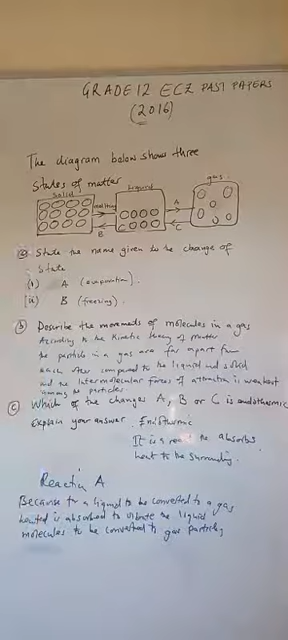 GRADE 12 ECZ PAST PAPERS
(2016)
The diagram below shows three
States of matter
Solid
melting
B
liquid
A
C
gas
(a) State the name given to the change of
State
(i) A (evaporation).
(ii) B (freezing).
(b) Describe the movements of molecules in a gas
According to the Kinetic theory of matter
the particle in a gas are far apart from
each other compared to the liquid and solid
and the Intermolecular forces of attraction is weakest
among the particles
(c) Which of the changes A, B or C is endothermic
Explain your answer. Endothermic
It is a the absorbs
heat to the surrounding.
Reaction A
Because for a liquid to be converted to a gas
heated is absorbed to vibrate the liquid
molecules to be converted to gas particles